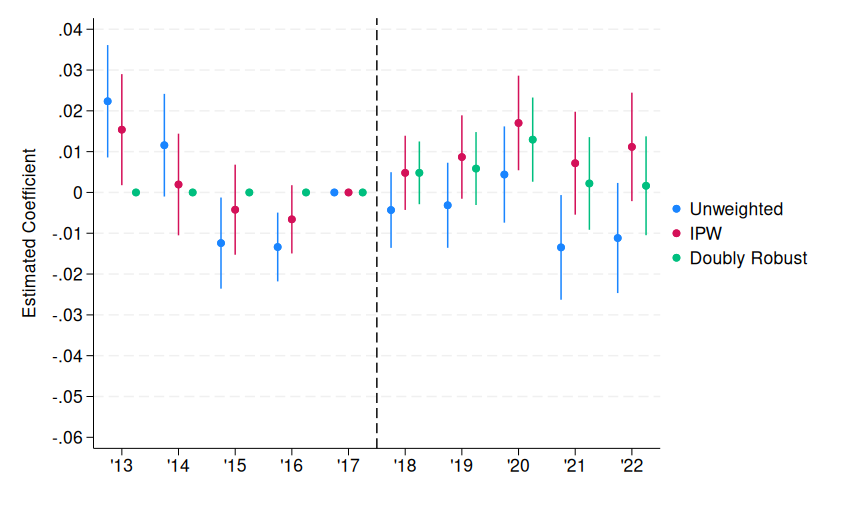 .04
.03
.02
.01
0
-.01
-.02
-.03
-.04
-.05
-.06
Estimated Coefficient
'13 '14 '15 '16 '17 '18 '19 '20 '21 '22
Unweighted
IPW
Doubly Robust